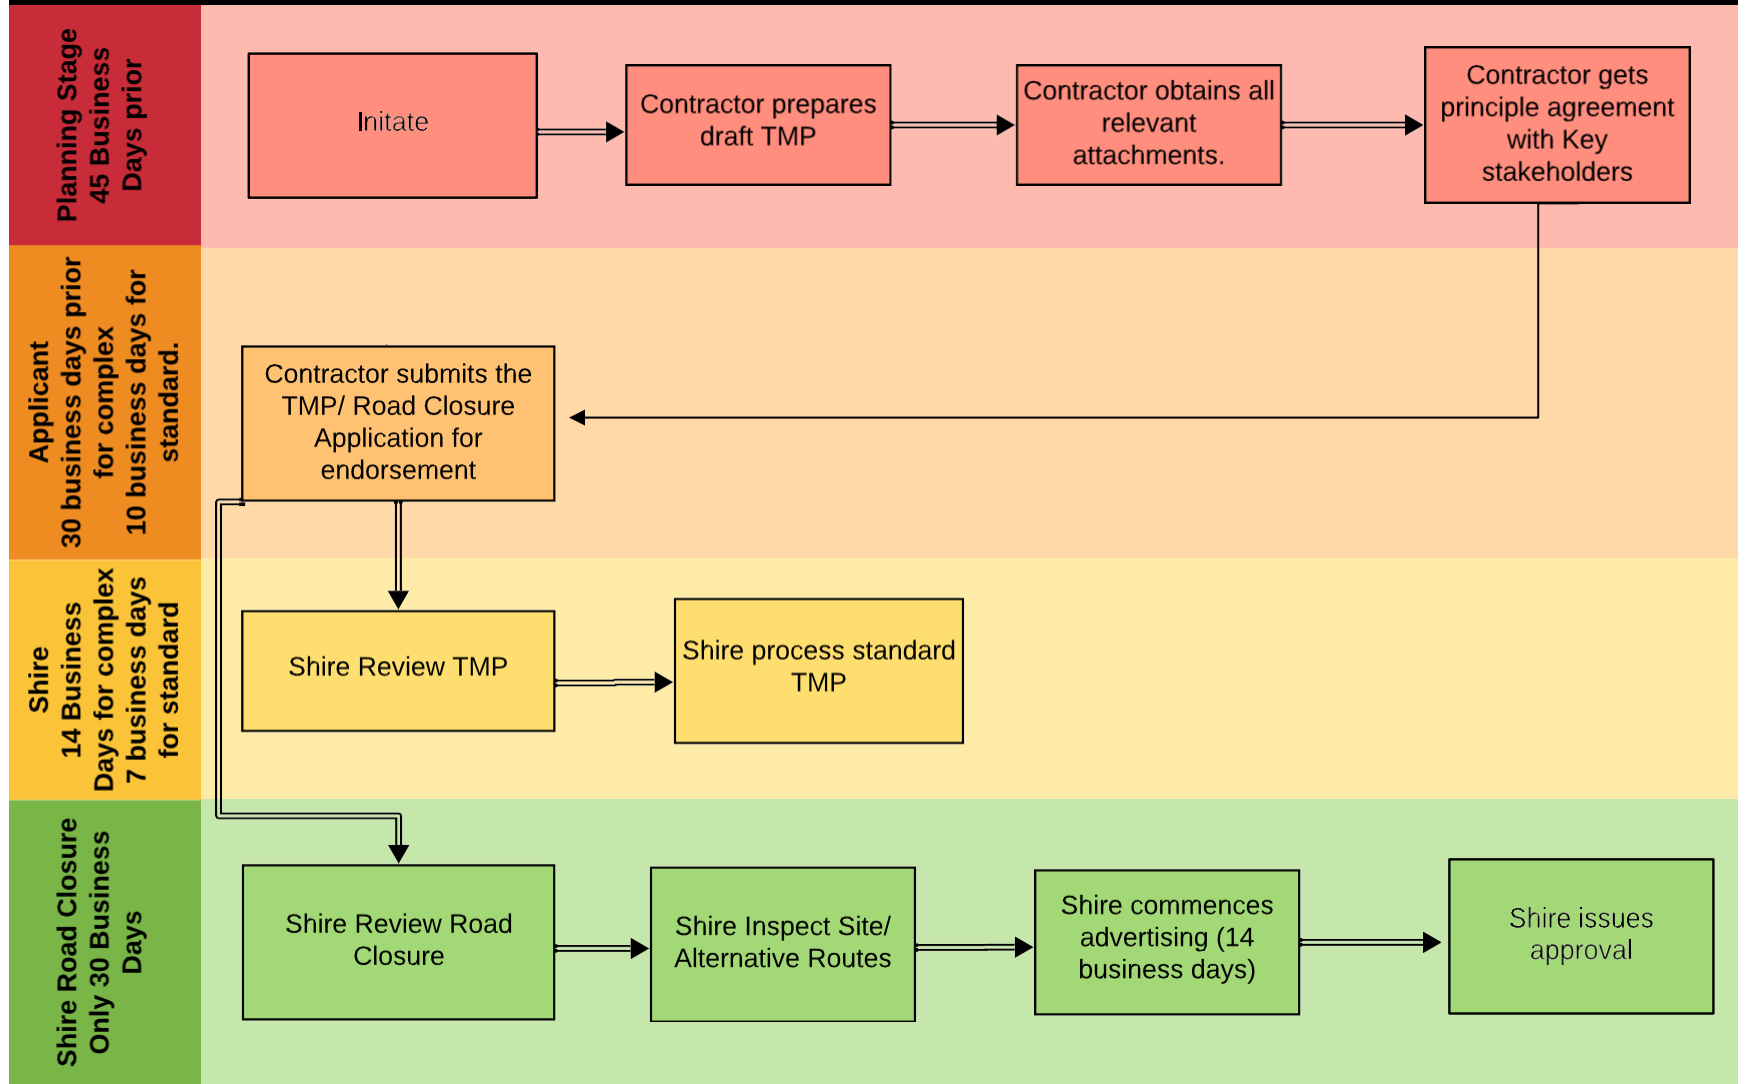 Planning Stage
45 Business
Days prior
Initate
Contractor prepares
draft TMP
Contractor obtains all
relevant
attachments.
Contractor gets
principle agreement
with Key
stakeholders
Applicant
30 business days prior
for complex
10 business days for
standard.
Contractor submits the
TMP/ Road Closure
Application for
endorsement
Shire
14 Business
Days for complex
7 business days
for standard
Shire Review TMP
Shire process standard
TMP
Shire Road Closure
Only 30 Business
Days
Shire Review Road
Closure
Shire Inspect Site/
Alternative Routes
Shire commences
advertising (14
business days)
Shire issues
approval